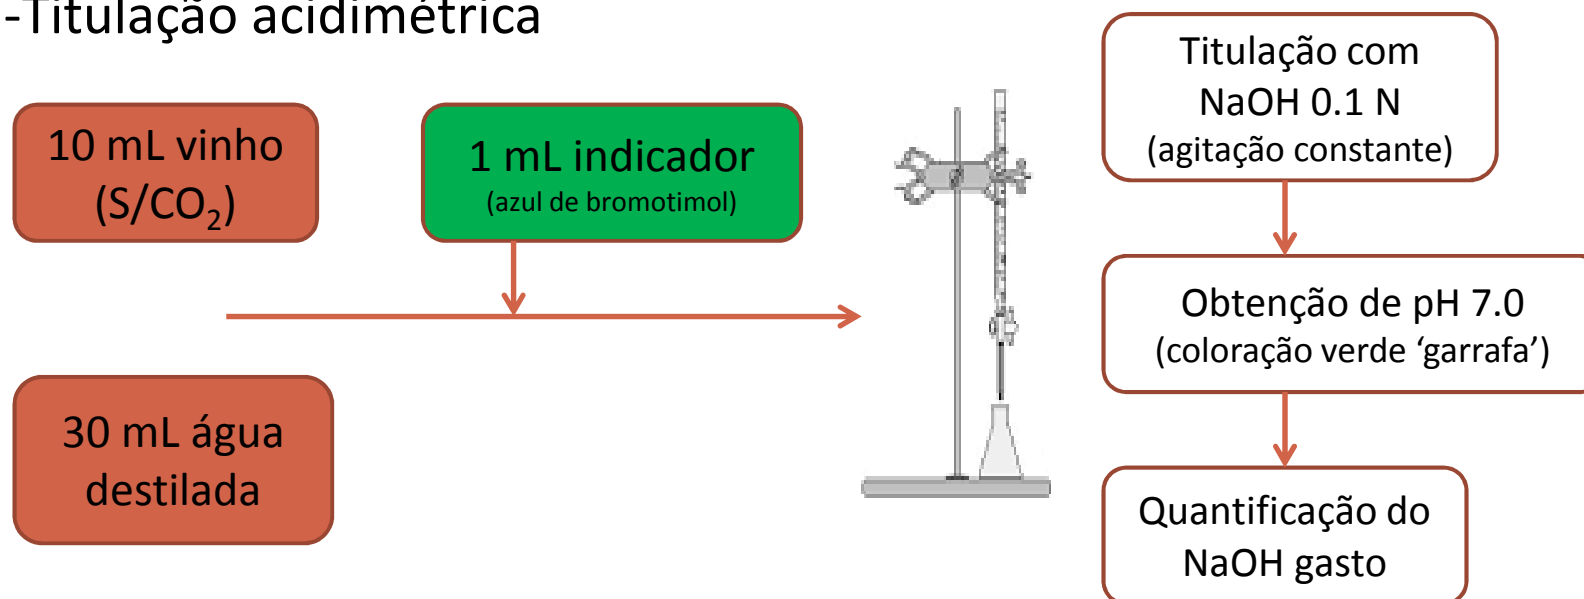 -Titulação acidimétrica
10 mL vinho
(S/CO₂)
1 mL indicador
(azul de bromotimol)
30 mL água
destilada
Titulação com
NaOH 0.1 N
(agitação constante)
Obtenção de pH 7.0
(coloração verde ‘garrafa’)
Quantificação do
NaOH gasto